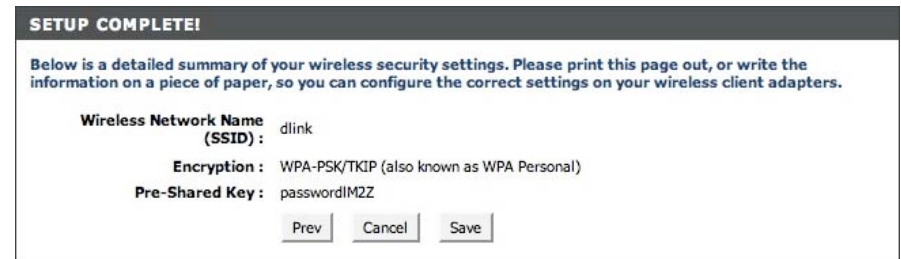 SETUP COMPLETE!
Below is a detailed summary of your wireless security settings. Please print this page out, or write the
information on a piece of paper, so you can configure the correct settings on your wireless client adapters.
Wireless Network Name
(SSID) : dlink
Encryption : WPA-PSK/TKIP (also known as WPA Personal)
Pre-Shared Key : passwordIM2Z
Prev Cancel Save